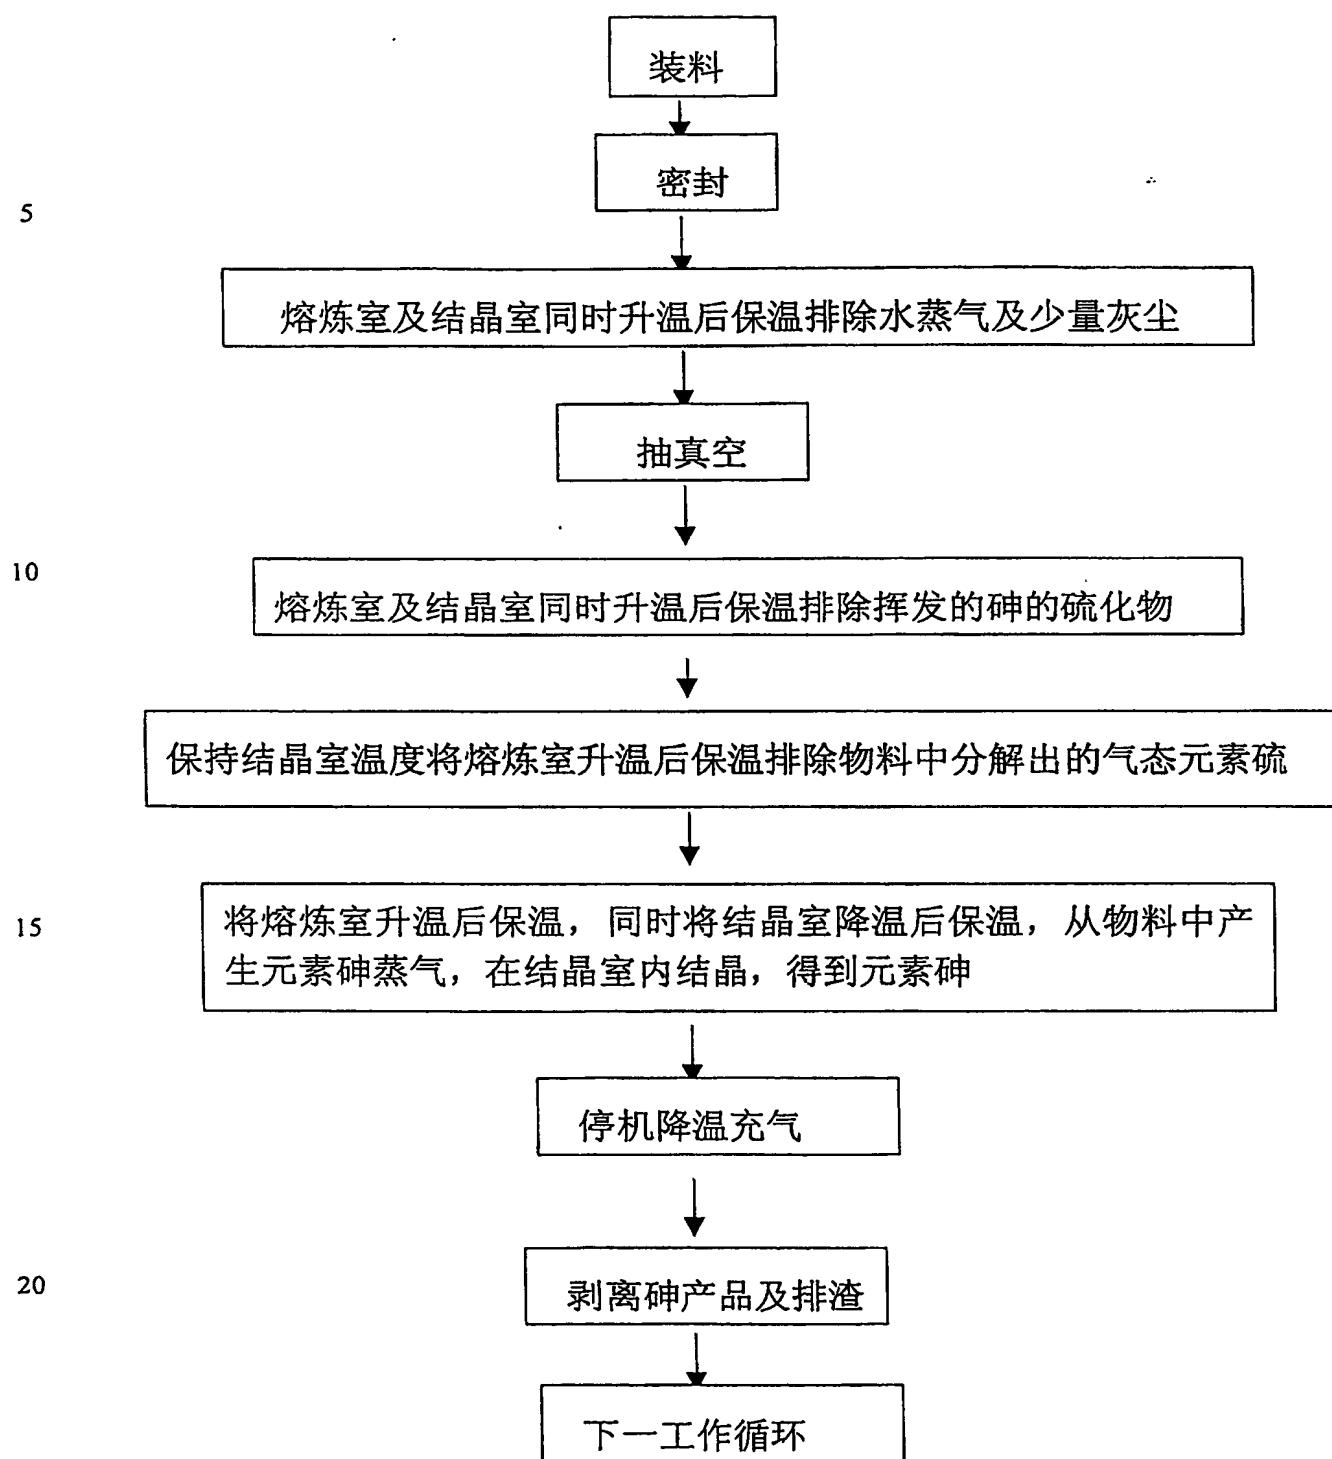 装料
密封
5
熔炼室及结晶室同时升温后保温排除水蒸气及少量灰尘
抽真空
10
熔炼室及结晶室同时升温后保温排除挥发的砷的硫化物
保持结晶室温度将熔炼室升温后保温排除物料中分解出的气态元素硫
15
将熔炼室升温后保温，同时将结晶室降温后保温，从物料中产
生元素砷蒸气，在结晶室内结晶，得到元素砷
停机降温充气
20
剥离砷产品及排渣
下一工作循环